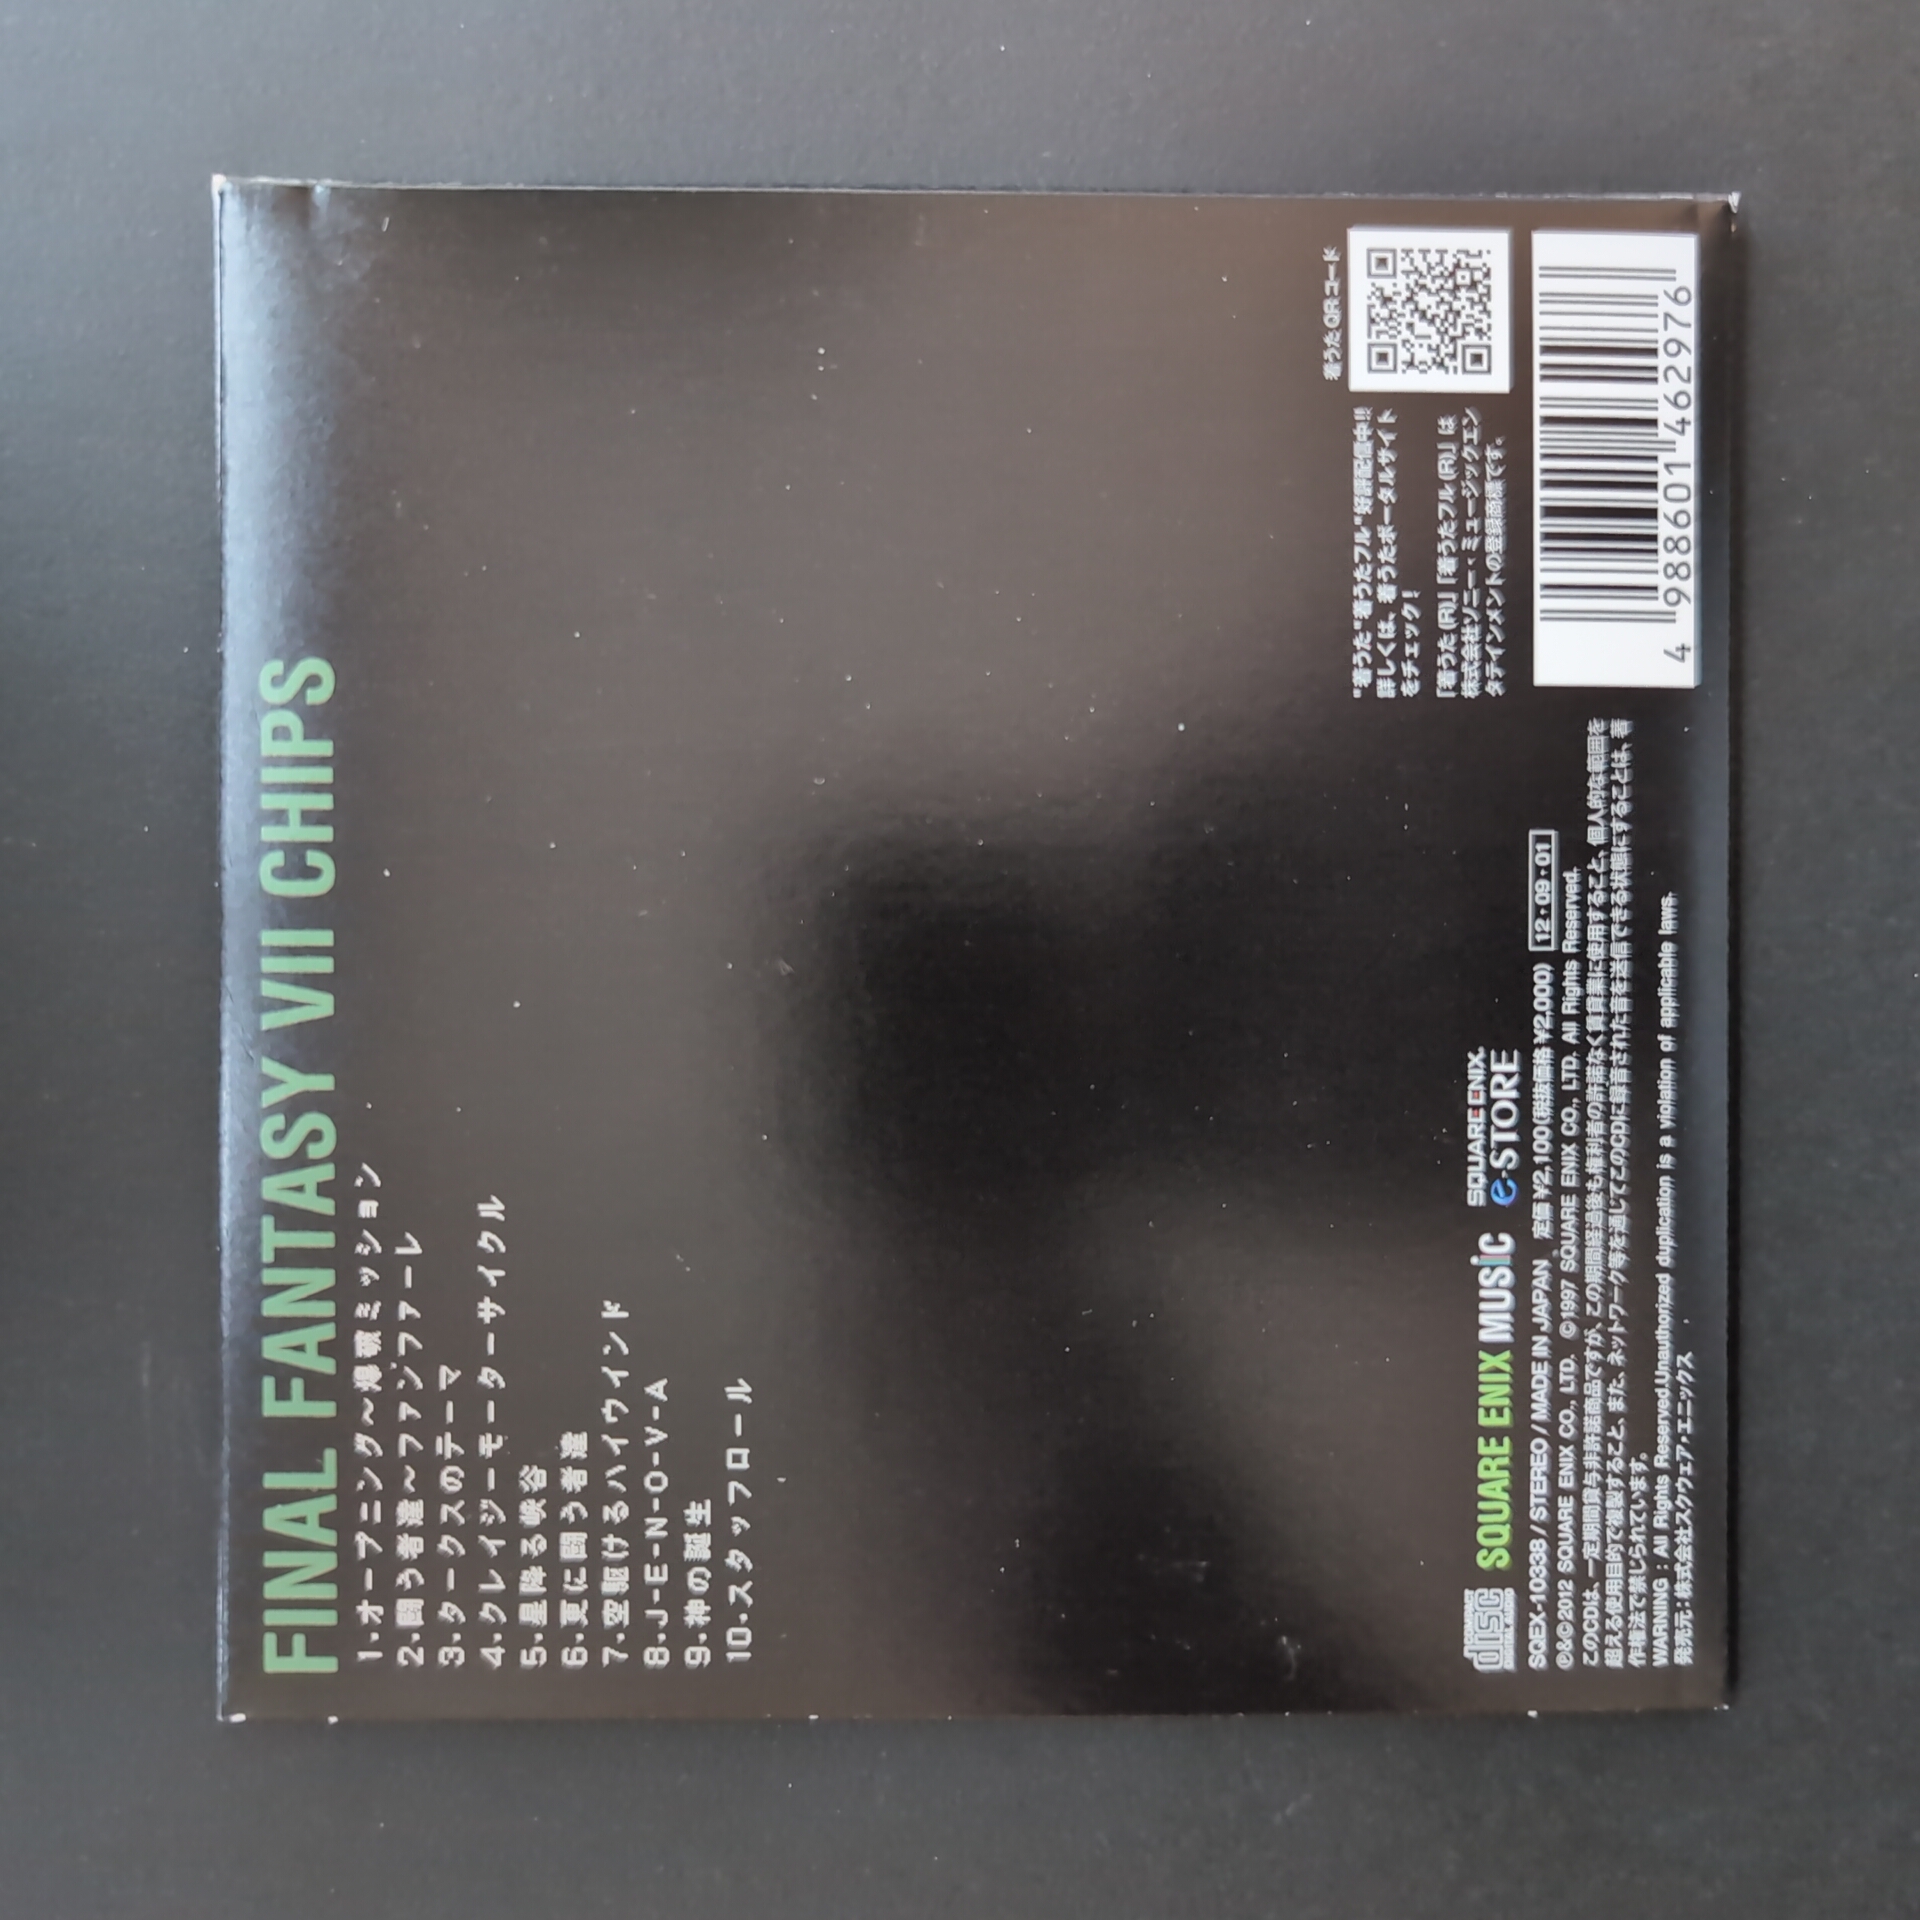 FINAL FANTASY VII CHIPS
1.オープニング～爆破ミッション
2.闘う者達～ファンファーレ
3.タークスのテーマ
4.クレイジーモーターサイクル
5.星降る峡谷
6.更に闘う者達
7.空駆けるハイウインド
8.J-E-N-O-V-A
9.神の誕生
10.スタッフロール
着うたQRコード
"着うた"着うたフル"好評配信中!!
詳しくは、着うたポータルサイト
をチェック!
「着うた(R)」「着うたフル(R)」は
株式会社ソニー・ミュージックエン
タテインメントの登録商標です。
COMPACT disc DIGITAL AUDIO
SQUARE ENIX MUSIC
SQUARE ENIX e-STORE
SQEX-10338 / STEREO / MADE IN JAPAN 定価¥2,100(税抜価格¥2,000) 12・09・01
℗&©2012 SQUARE ENIX CO., LTD. ©1997 SQUARE ENIX CO., LTD. All Rights Reserved.
このCDは、一定期間貸与非許諾商品ですが、この期間経過後も権利者の許諾なく賃貸業に使用すること、個人的な範囲を
超える使用目的で複製すること、また、ネットワーク等を通じてこのCDに録音された音を送信できる状態にすることは、著
作権法で禁じられています。
WARNING : All Rights Reserved.Unauthorized duplication is a violation of applicable laws.
発売元:株式会社スクウェア・エニックス
4 988601 462976